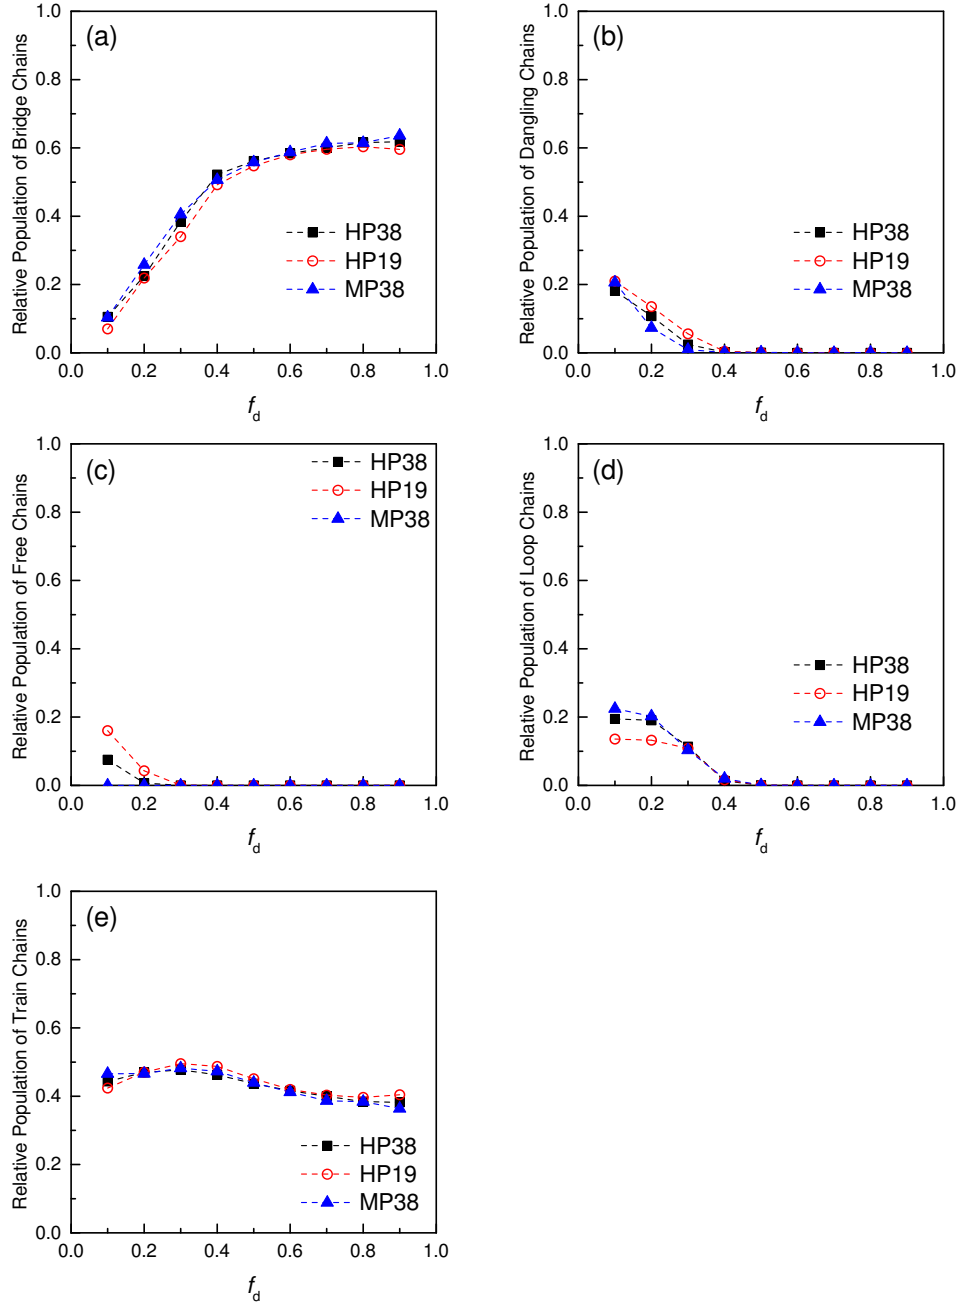 (a)
Relative Population of Bridge Chains
1.0
0.8
0.6
0.4
0.2
0.0
HP38
HP19
MP38
0.0 0.2 0.4 0.6 0.8 1.0
fd
(b)
Relative Population of Dangling Chains
1.0
0.8
0.6
0.4
0.2
0.0
HP38
HP19
MP38
0.0 0.2 0.4 0.6 0.8 1.0
fd
(c)
Relative Population of Free Chains
1.0
0.8
0.6
0.4
0.2
0.0
HP38
HP19
MP38
0.0 0.2 0.4 0.6 0.8 1.0
fd
(d)
Relative Population of Loop Chains
1.0
0.8
0.6
0.4
0.2
0.0
HP38
HP19
MP38
0.0 0.2 0.4 0.6 0.8 1.0
fd
(e)
Relative Population of Train Chains
1.0
0.8
0.6
0.4
0.2
0.0
HP38
HP19
MP38
0.0 0.2 0.4 0.6 0.8 1.0
fd